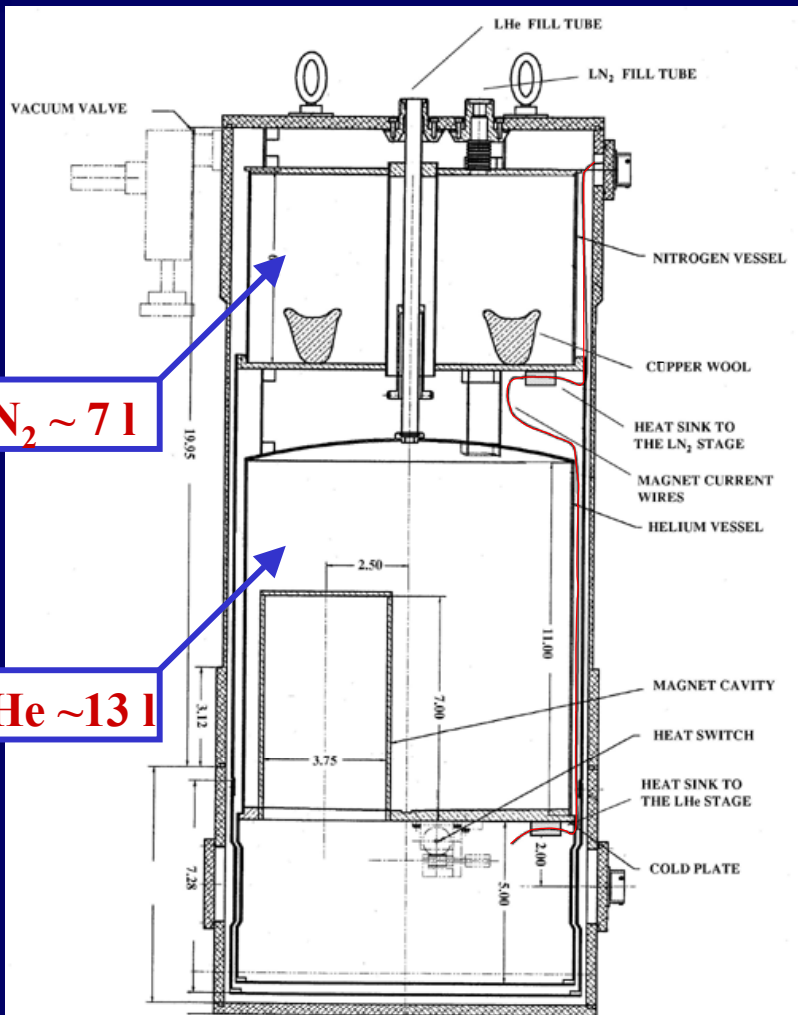 LHe FILL TUBE
LN₂ FILL TUBE
VACUUM VALVE
NITROGEN VESSEL
CUPPER WOOL
N₂ ~ 7 l
HEAT SINK TO
THE LN₂ STAGE
19.95
MAGNET CURRENT
WIRES
HELIUM VESSEL
2.50
11.00
7.00
MAGNET CAVITY
He ~13 l
3.12
HEAT SWITCH
3.75
HEAT SINK TO
THE LHe STAGE
2.00
COLD PLATE
7.28
5.00